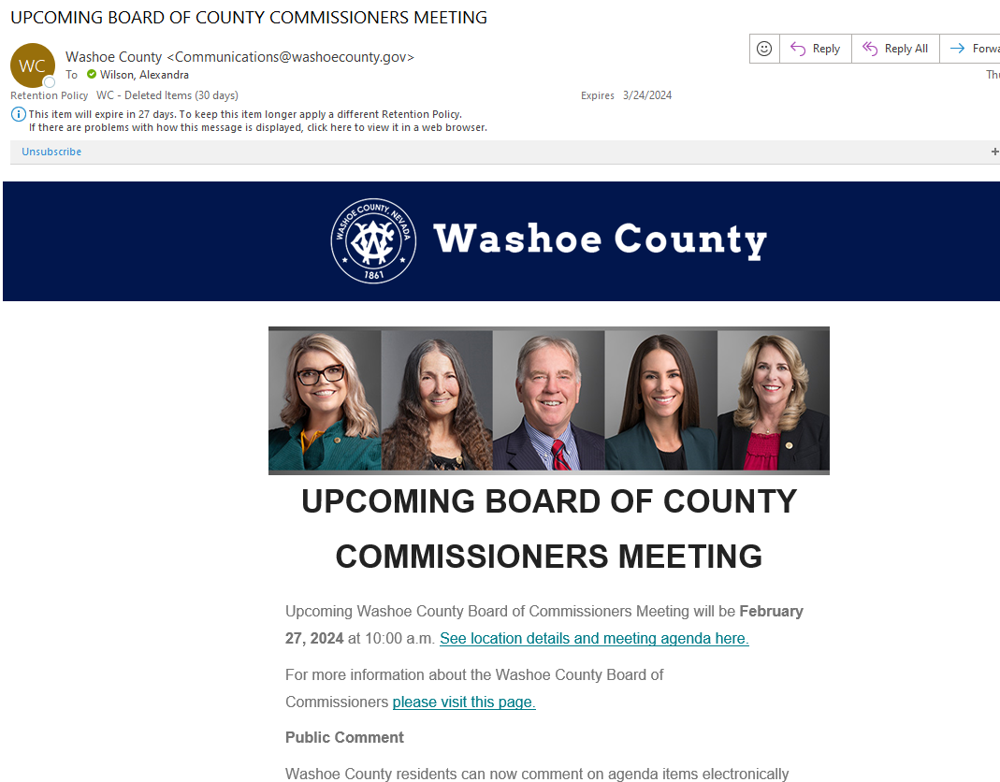 UPCOMING BOARD OF COUNTY COMMISSIONERS MEETING
WC
Washoe County <Communications@washoecounty.gov>
Reply
Reply All
Forwa
To Wilson, Alexandra
Thu
Retention Policy WC - Deleted Items (30 days)
Expires 3/24/2024
This item will expire in 27 days. To keep this item longer apply a different Retention Policy.
If there are problems with how this message is displayed, click here to view it in a web browser.
Unsubscribe
+
WASHOE COUNTY, NEVADA
WC
1861
Washoe County
UPCOMING BOARD OF COUNTY
COMMISSIONERS MEETING
Upcoming Washoe County Board of Commissioners Meeting will be February
27, 2024 at 10:00 a.m. See location details and meeting agenda here.
For more information about the Washoe County Board of
Commissioners please visit this page.
Public Comment
Washoe County residents can now comment on agenda items electronically